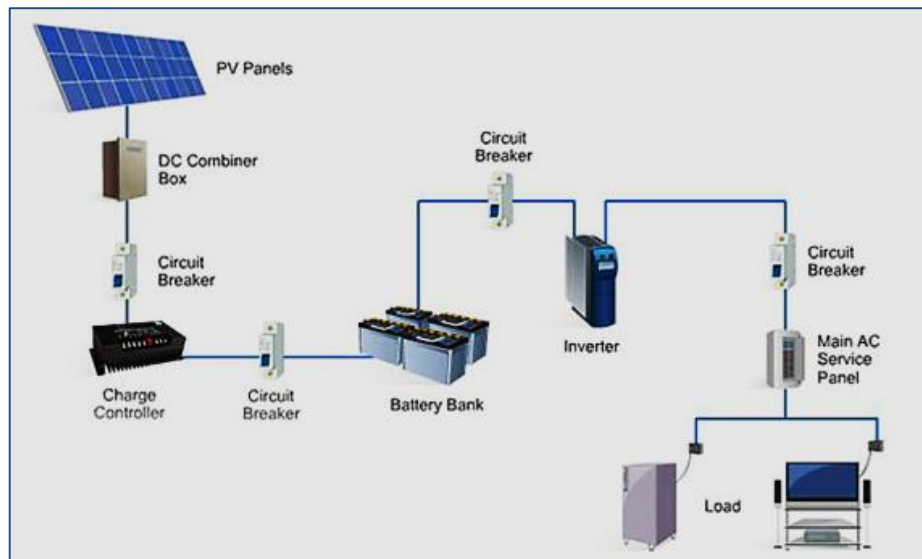 PV Panels
DC Combiner
Box
Circuit
Breaker
Charge
Controller
Circuit
Breaker
Battery Bank
Circuit
Breaker
Inverter
Circuit
Breaker
Main AC
Service
Panel
Load